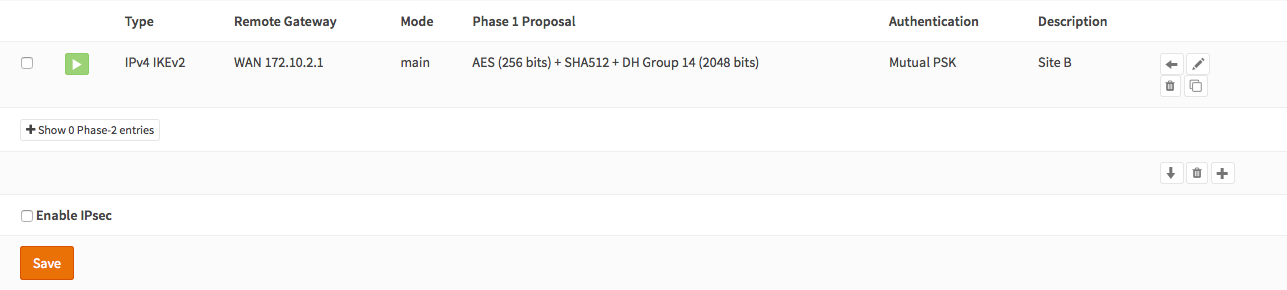 Type Remote Gateway Mode Phase 1 Proposal Authentication Description
IPv4 IKEv2 WAN 172.10.2.1 main AES (256 bits) + SHA512 + DH Group 14 (2048 bits) Mutual PSK Site B
Show 0 Phase-2 entries
Enable IPsec
Save